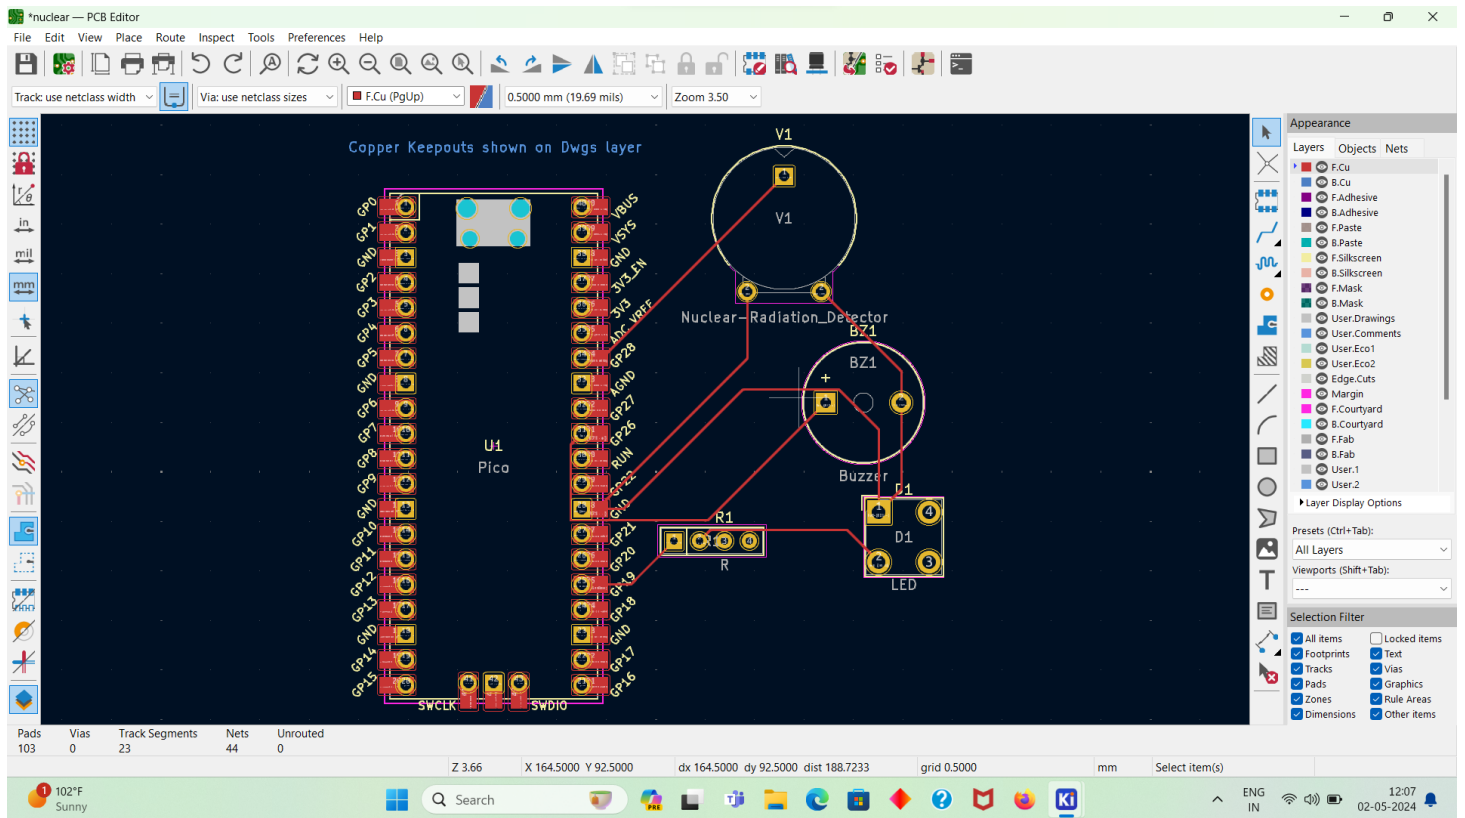 *nuclear — PCB Editor
File Edit View Place Route Inspect Tools Preferences Help
Track: use netclass width Via: use netclass sizes F.Cu (PgUp) 0.5000 mm (19.69 mils) Zoom 3.50
Copper Keepouts shown on Dwgs layer
GP0
GP1
GND
GP2
GP3
GP4
GP5
GND
GP6
GP7
GP8
GP9
GND
GP10
GP11
GP12
GP13
GND
GP14
GP15
U1
Pico
SWCLK SWDIO
VBUS
VSYS
GND
3V3_EN
3V3
ADC_VREF
GP28
AGND
GP27
GP26
RUN
GP22
GND
GP21
GP20
GP19
GP18
GND
GP17
GP16
V1
V1
Nuclear-Radiation_Detector
BZ1
BZ1
+
Buzzer
R1
R
D1
1 4
D1
2 3
LED
in
mil
mm
Appearance
Layers Objects Nets
F.Cu
B.Cu
F.Adhesive
B.Adhesive
F.Paste
B.Paste
F.Silkscreen
B.Silkscreen
F.Mask
B.Mask
User.Drawings
User.Comments
User.Eco1
User.Eco2
Edge.Cuts
Margin
F.Courtyard
B.Courtyard
F.Fab
B.Fab
User.1
User.2
Layer Display Options
Presets (Ctrl+Tab):
All Layers
Viewports (Shift+Tab):
---
Selection Filter
All items Locked items
Footprints Text
Tracks Vias
Pads Graphics
Zones Rule Areas
Dimensions Other items
Pads Vias Track Segments Nets Unrouted
103 0 23 44 0
Z 3.66 X 164.5000 Y 92.5000 dx 164.5000 dy 92.5000 dist 188.7233 grid 0.5000 mm Select item(s)
1
102°F
Sunny
Search
PRE
Ki
ENG
IN
12:07
02-05-2024